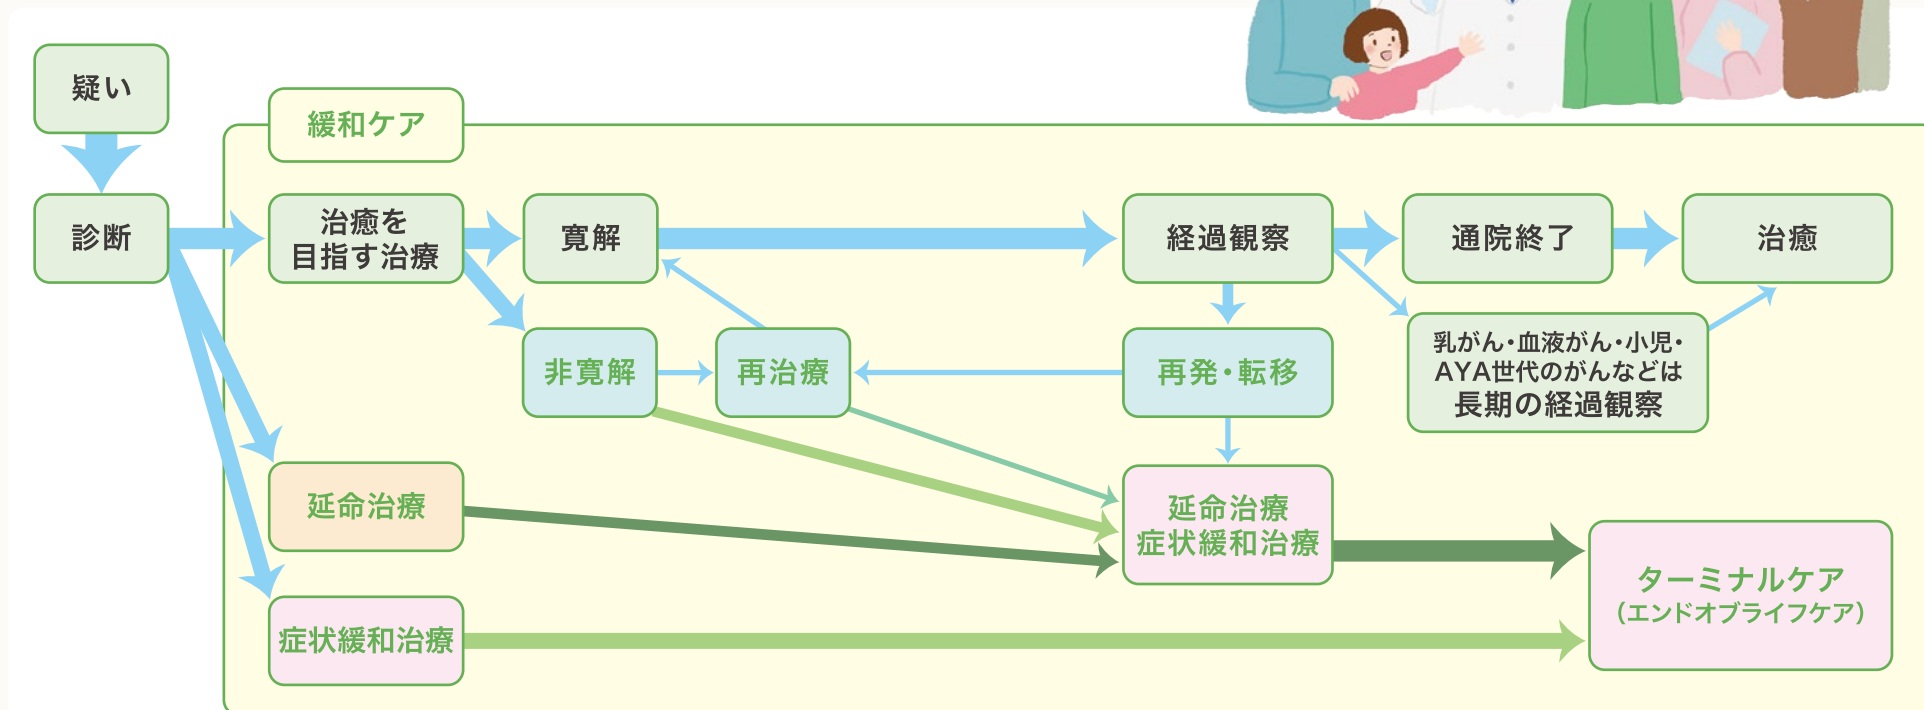 疑い
緩和ケア
診断
治癒を
目指す治療
寛解
経過観察
通院終了
治癒
非寛解
再治療
再発・転移
乳がん・血液がん・小児・
AYA世代のがんなどは
長期の経過観察
延命治療
延命治療
症状緩和治療
ターミナルケア
（エンドオブライフケア）
症状緩和治療